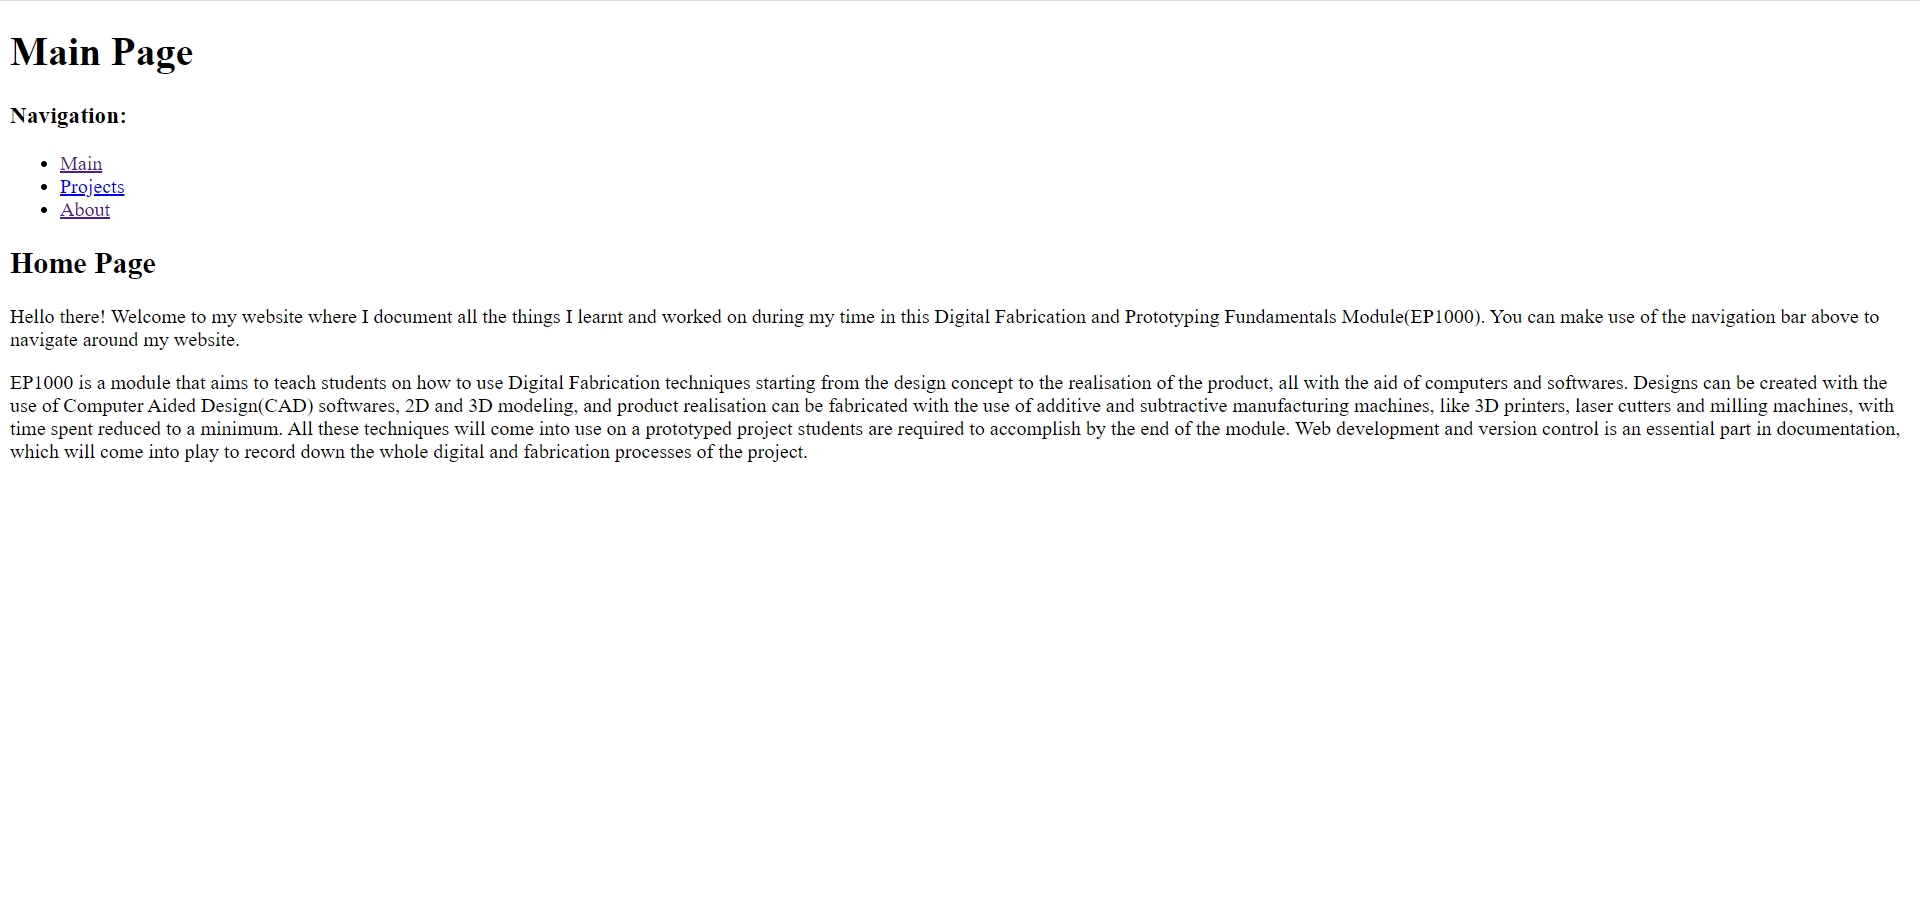 Main Page
Navigation:
Main
Projects
About
Home Page
Hello there! Welcome to my website where I document all the things I learnt and worked on during my time in this Digital Fabrication and Prototyping Fundamentals Module(EP1000). You can make use of the navigation bar above to
navigate around my website.
EP1000 is a module that aims to teach students on how to use Digital Fabrication techniques starting from the design concept to the realisation of the product, all with the aid of computers and softwares. Designs can be created with the
use of Computer Aided Design(CAD) softwares, 2D and 3D modeling, and product realisation can be fabricated with the use of additive and subtractive manufacturing machines, like 3D printers, laser cutters and milling machines, with
time spent reduced to a minimum. All these techniques will come into use on a prototyped project students are required to accomplish by the end of the module. Web development and version control is an essential part in documentation,
which will come into play to record down the whole digital and fabrication processes of the project.